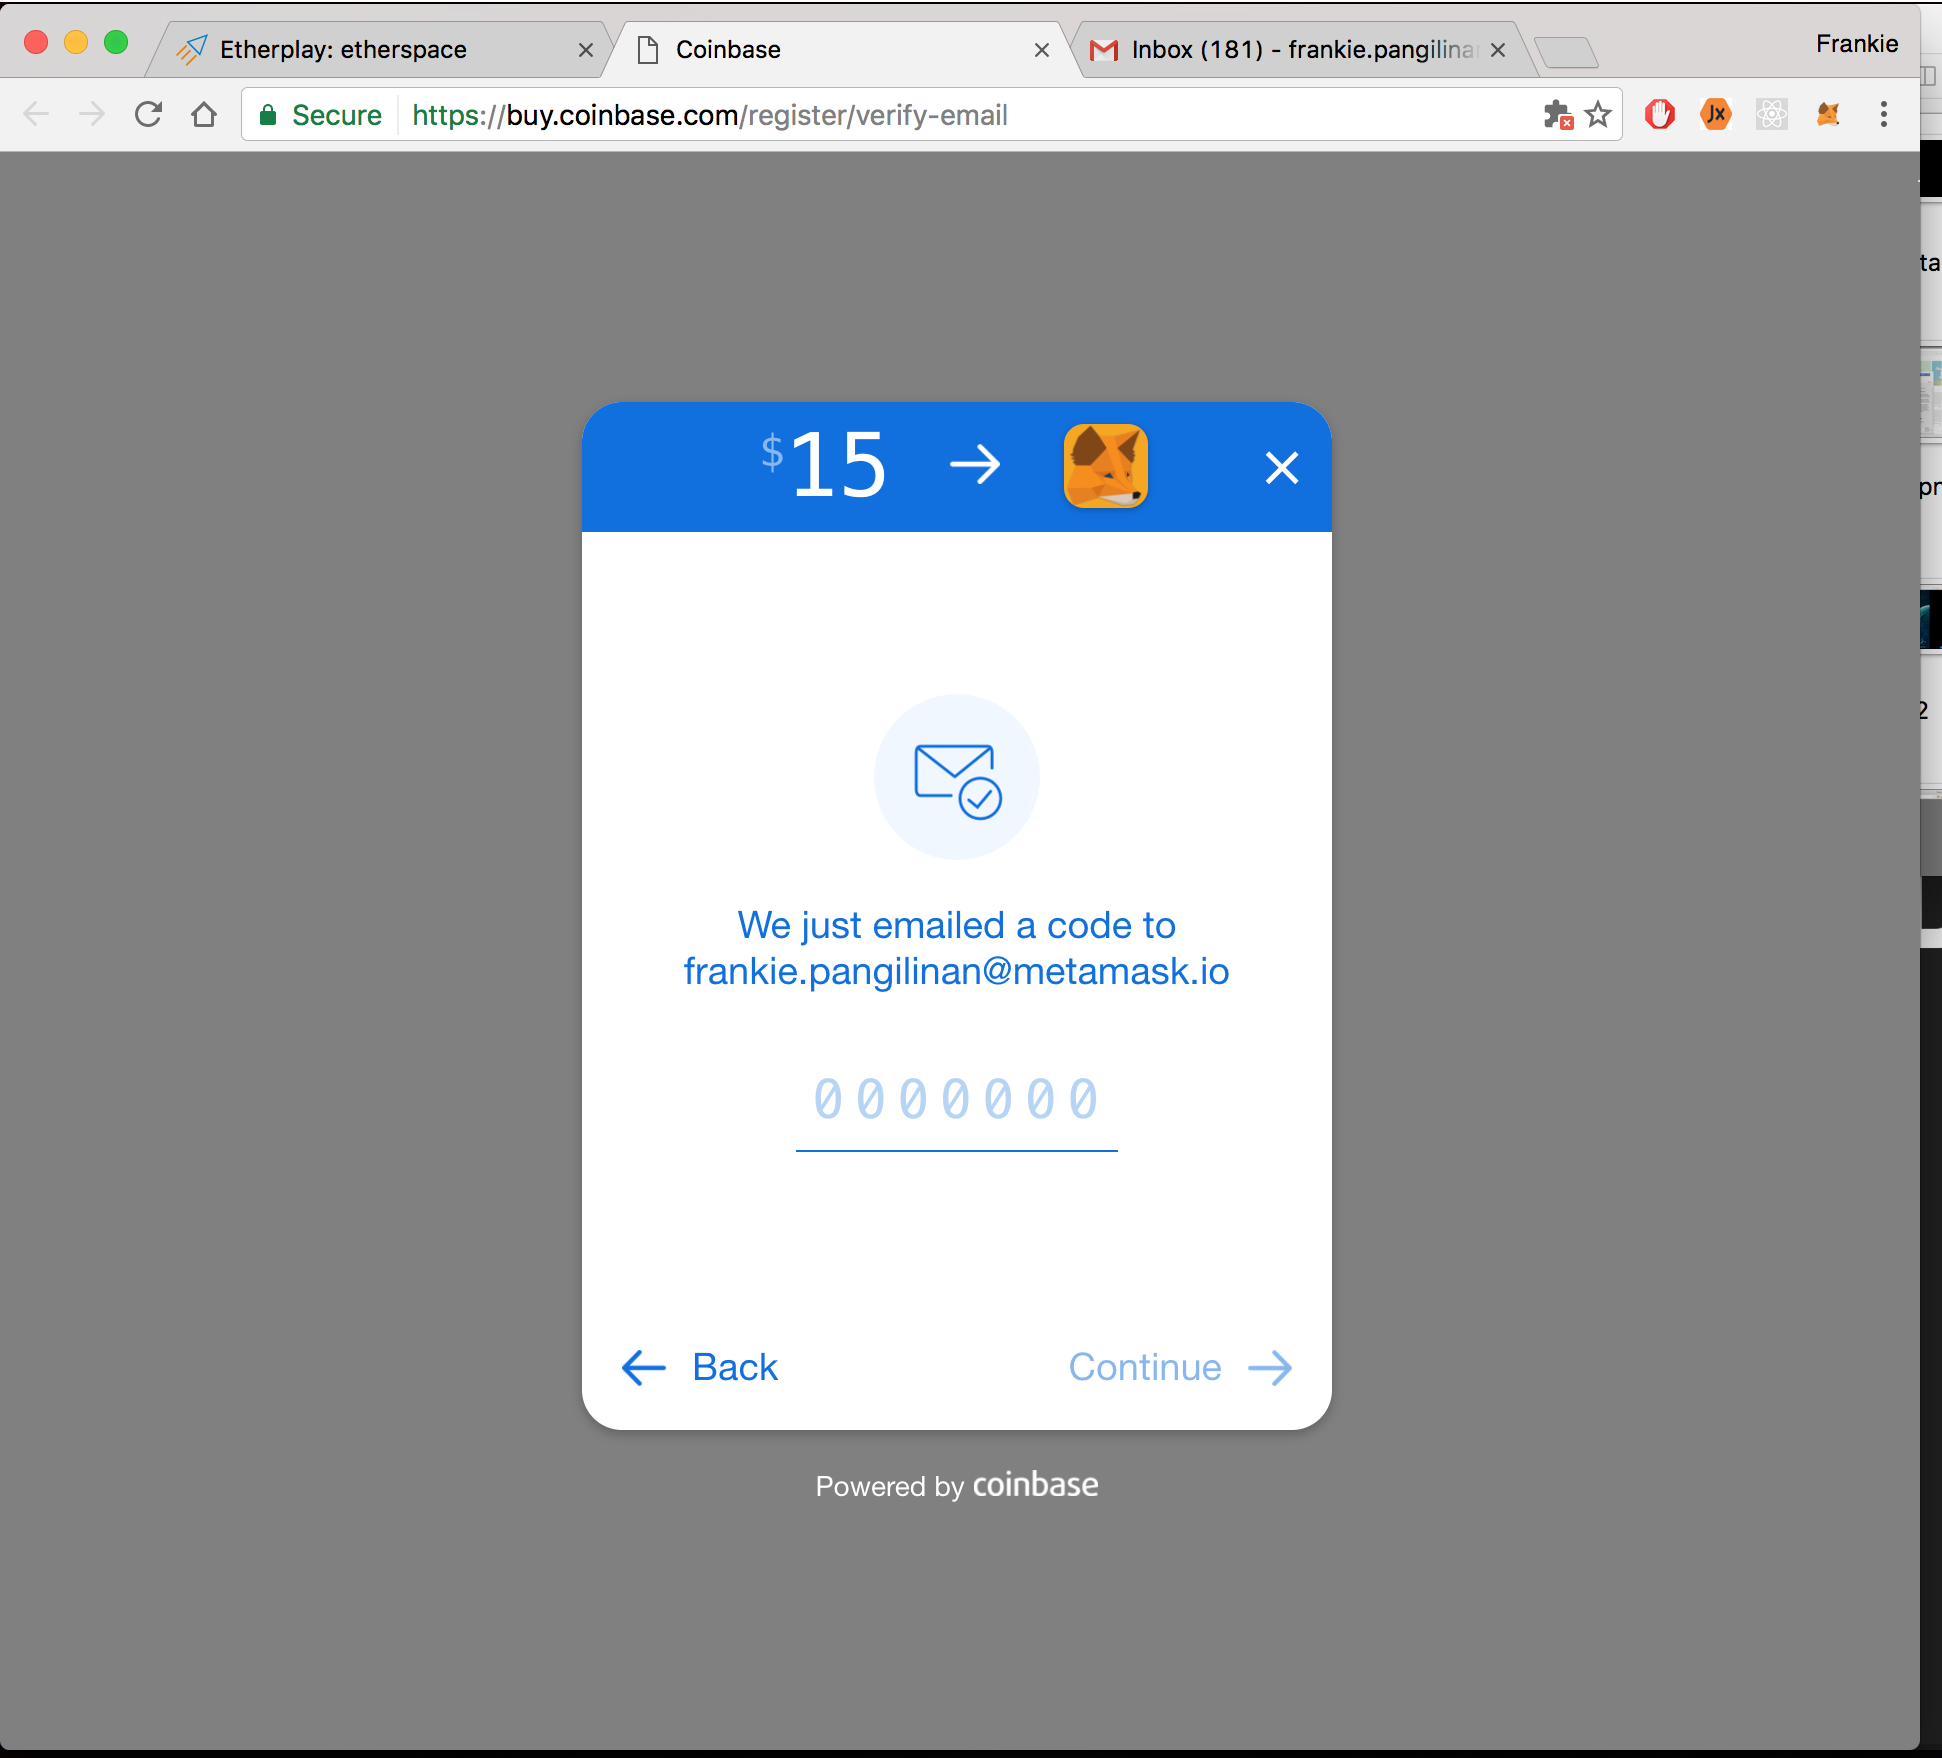 Etherplay: etherspace
Coinbase
Inbox (181) - frankie.pangilina
Frankie
Secure
https://buy.coinbase.com/register/verify-email
JX
$15
We just emailed a code to
frankie.pangilinan@metamask.io
0000000
Back
Continue
Powered by coinbase
ta
pr
2